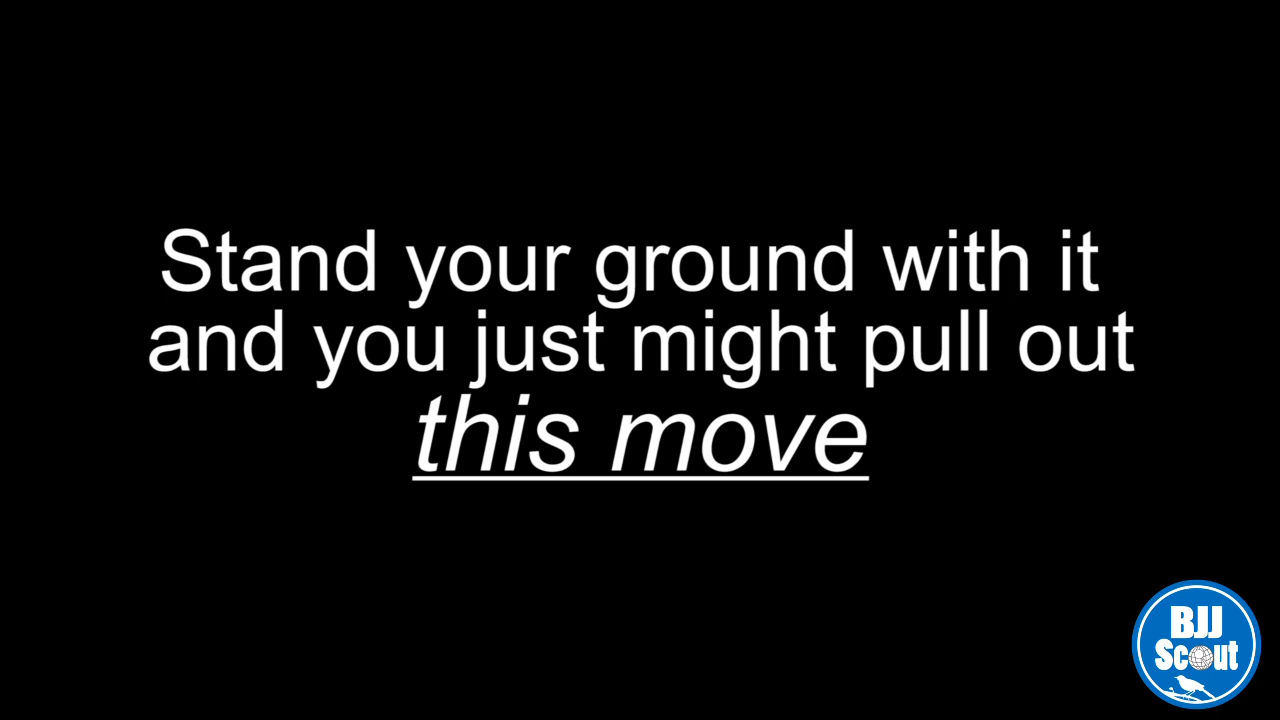 Stand your ground with it
and you just might pull out
this move
BJJ
Scout